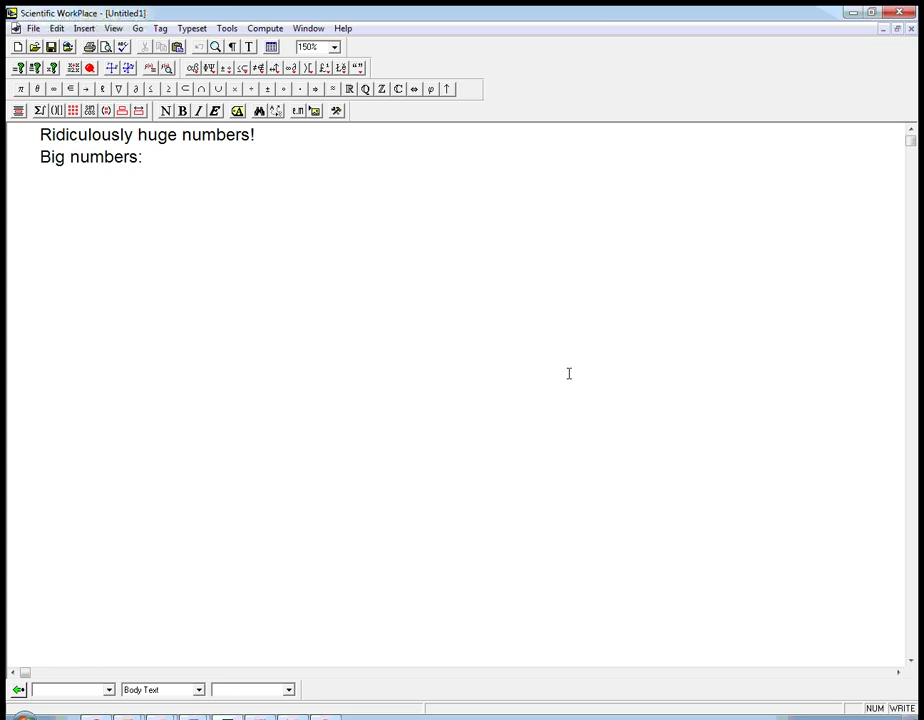 Scientific WorkPlace - [Untitled1]
File Edit Insert View Go Tag Typeset Tools Compute Window Help
150%
Ridiculously huge numbers!
Big numbers:
Body Text
NUM WRITE